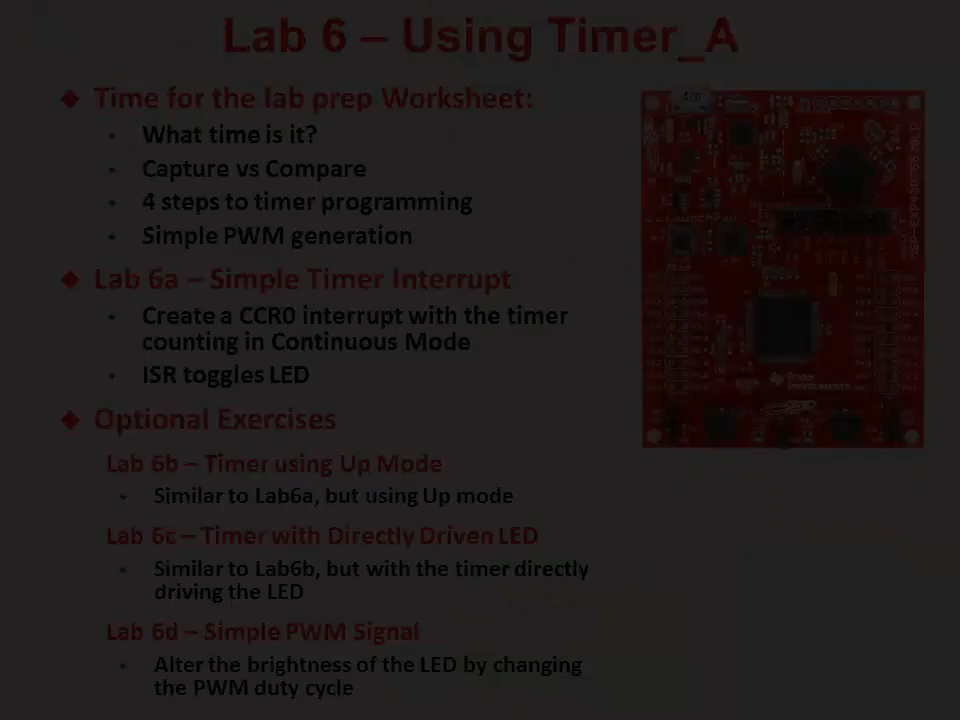 Lab 6 – Using Timer_A
Time for the lab prep Worksheet:
What time is it?
Capture vs Compare
4 steps to timer programming
Simple PWM generation
Lab 6a – Simple Timer Interrupt
Create a CCR0 interrupt with the timer
counting in Continuous Mode
ISR toggles LED
Optional Exercises
Lab 6b – Timer using Up Mode
Similar to Lab6a, but using Up mode
Lab 6c – Timer with Directly Driven LED
Similar to Lab6b, but with the timer directly
driving the LED
Lab 6d – Simple PWM Signal
Alter the brightness of the LED by changing
the PWM duty cycle
LaunchPad
Texas
Instruments